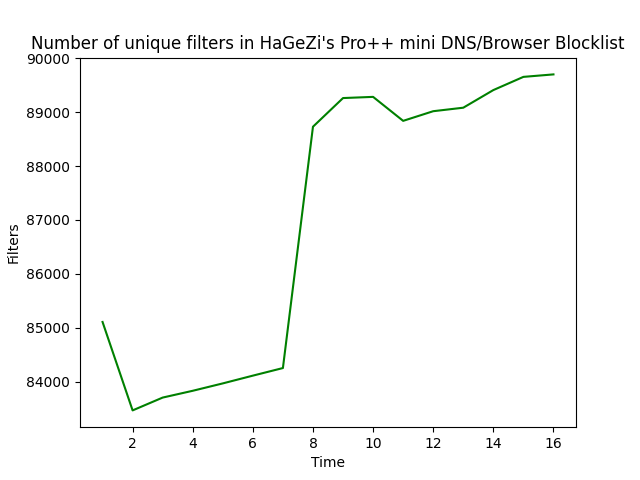 Number of unique filters in HaGeZi's Pro++ mini DNS/Browser Blocklist
90000
89000
88000
87000
86000
85000
84000
Filters
2 4 6 8 10 12 14 16
Time